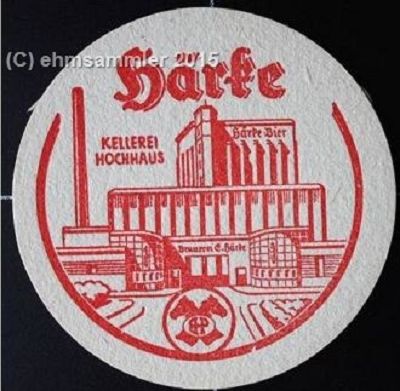 (C) ehmsammler 2015
Härke
KELLEREI
HOCHHAUS
Härke Bier
Brauerei E. Härke